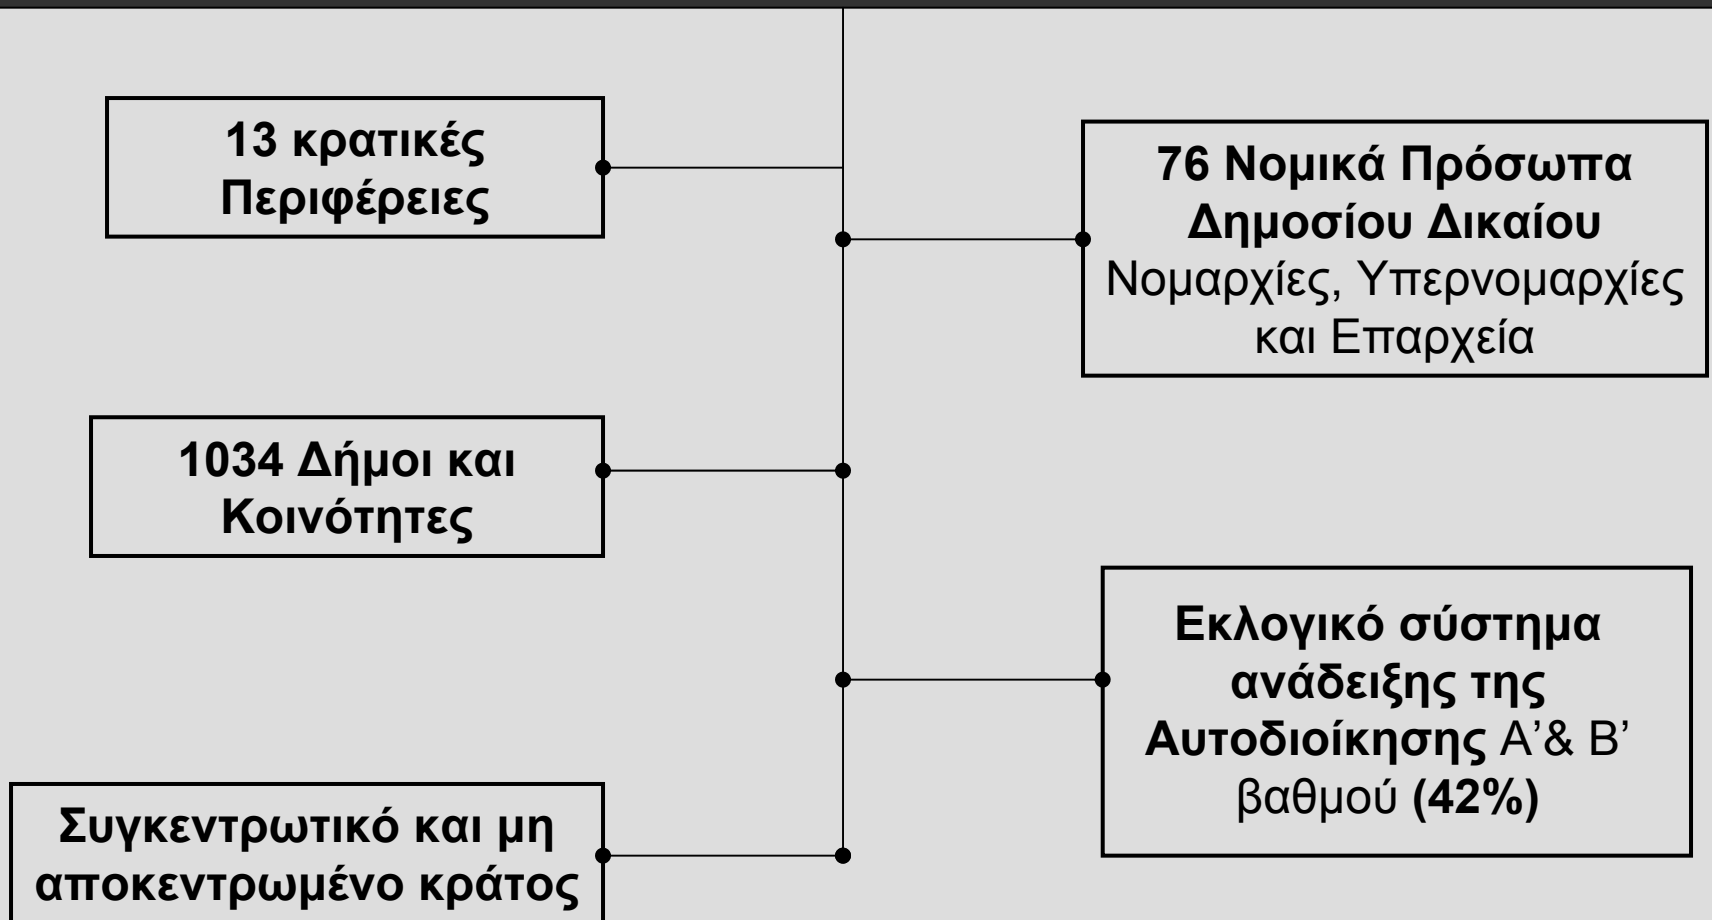 13 κρατικές
Περιφέρειες
76 Νομικά Πρόσωπα
Δημοσίου Δικαίου
Νομαρχίες, Υπερνομαρχίες
και Επαρχεία
1034 Δήμοι και
Κοινότητες
Εκλογικό σύστημα
ανάδειξης της
Αυτοδιοίκησης Α’& Β’
βαθμού (42%)
Συγκεντρωτικό και μη
αποκεντρωμένο κράτος